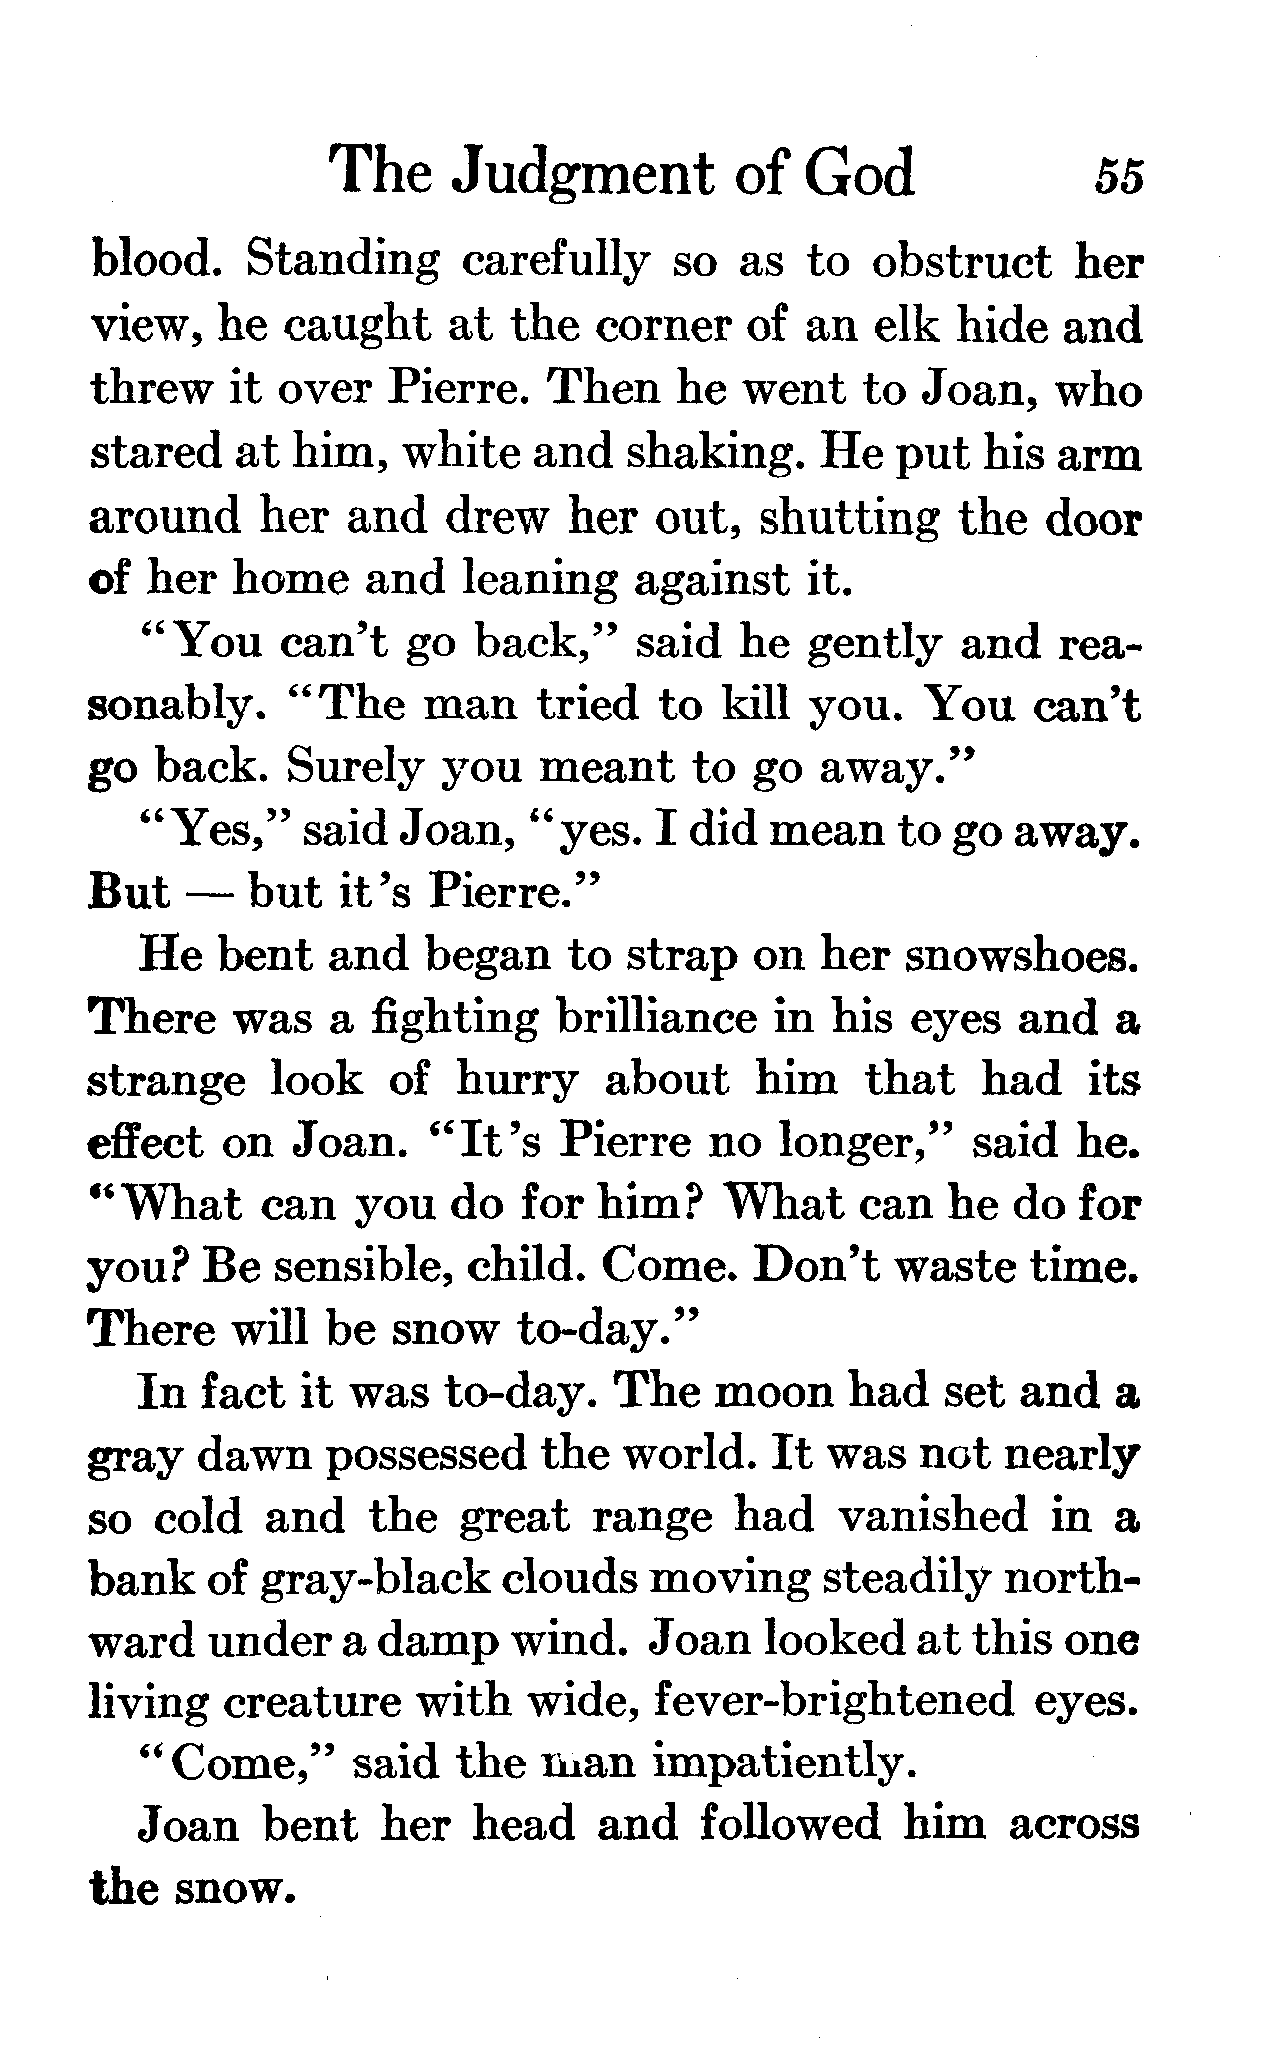 The Judgment of God 55
blood. Standing carefully so as to obstruct her
view, he caught at the corner of an elk hide and
threw it over Pierre. Then he went to Joan, who
stared at him, white and shaking. He put his arm
around her and drew her out, shutting the door
of her home and leaning against it.
"You can't go back," said he gently and rea-
sonably. "The man tried to kill you. You can't
go back. Surely you meant to go away."
"Yes," said Joan, "yes. I did mean to go away.
But — but it's Pierre."
He bent and began to strap on her snowshoes.
There was a fighting brilliance in his eyes and a
strange look of hurry about him that had its
effect on Joan. "It's Pierre no longer," said he.
"What can you do for him? What can he do for
you? Be sensible, child. Come. Don't waste time.
There will be snow to-day."
In fact it was to-day. The moon had set and a
gray dawn possessed the world. It was not nearly
so cold and the great range had vanished in a
bank of gray-black clouds moving steadily north-
ward under a damp wind. Joan looked at this one
living creature with wide, fever-brightened eyes.
"Come," said the man impatiently.
Joan bent her head and followed him across
the snow.